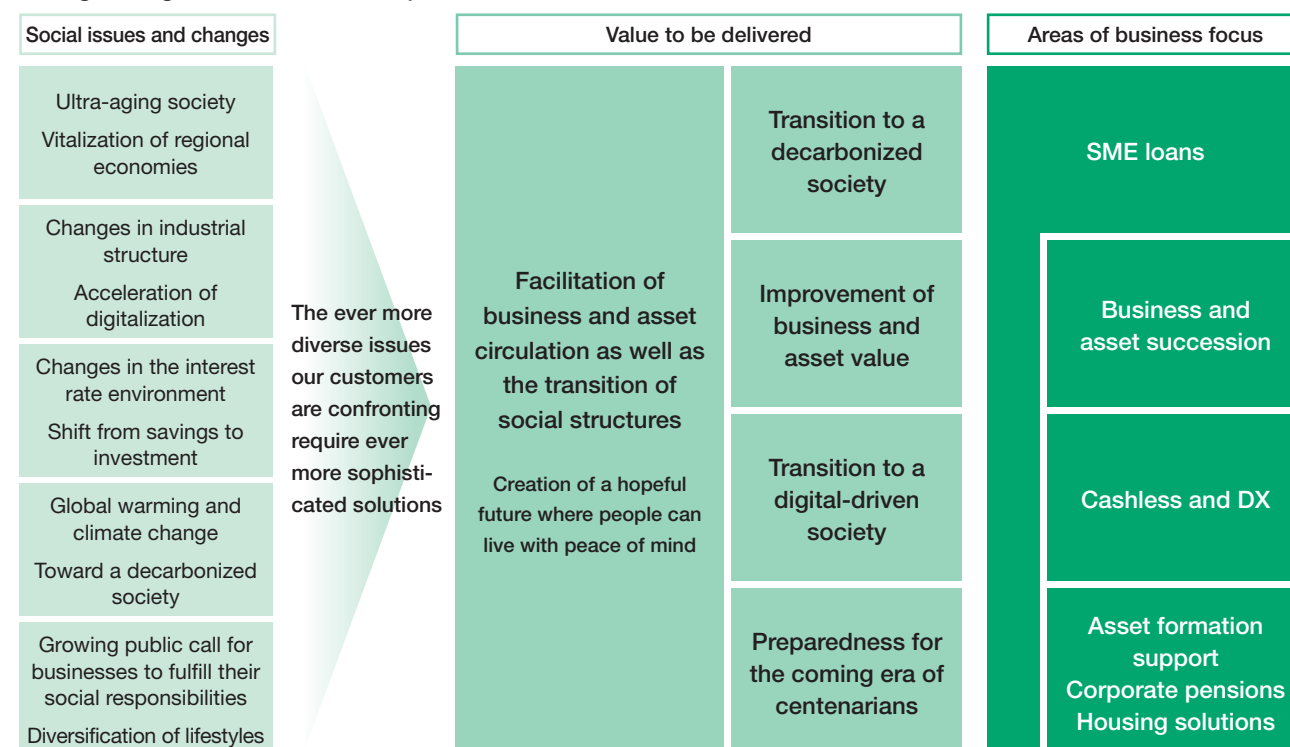 Social issues and changes
Ultra-aging society
Vitalization of regional
economies
Changes in industrial
structure
Acceleration of
digitalization
Changes in the interest
rate environment
Shift from savings to
investment
Global warming and
climate change
Toward a decarbonized
society
Growing public call for
businesses to fulfill their
social responsibilities
Diversification of lifestyles
The ever more
diverse issues
our customers
are confronting
require ever
more sophisti-
cated solutions
Value to be delivered
Facilitation of
business and asset
circulation as well as
the transition of
social structures
Creation of a hopeful
future where people can
live with peace of mind
Transition to a
decarbonized
society
Improvement of
business and
asset value
Transition to a
digital-driven
society
Preparedness for
the coming era of
centenarians
Areas of business focus
SME loans
Business and
asset succession
Cashless and DX
Asset formation
support
Corporate pensions
Housing solutions